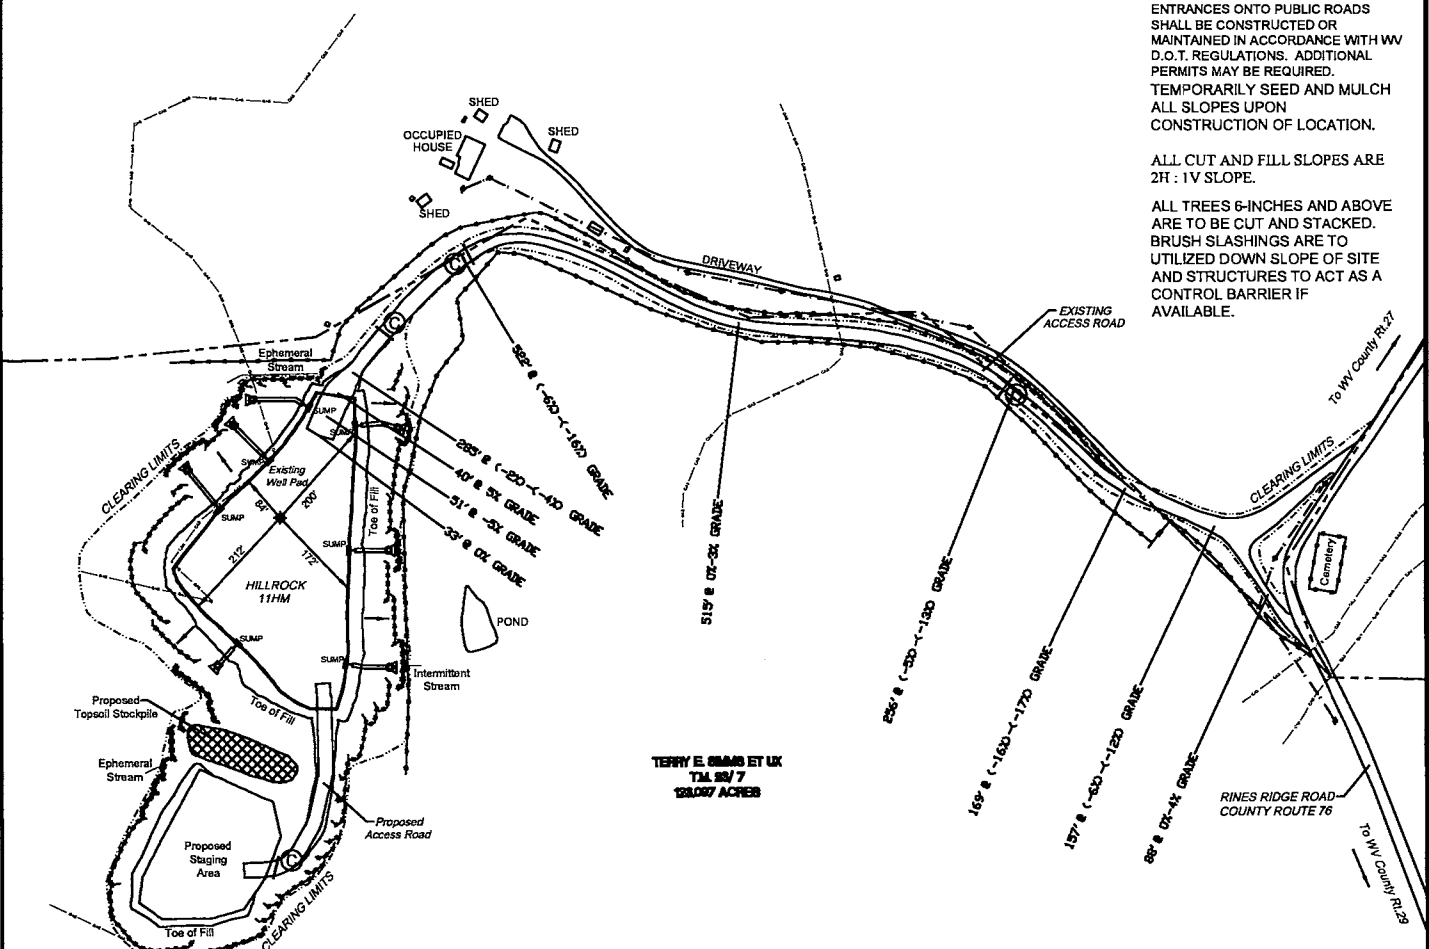 ENTRANCES ONTO PUBLIC ROADS
SHALL BE CONSTRUCTED OR
MAINTAINED IN ACCORDANCE WITH WV
D.O.T. REGULATIONS. ADDITIONAL
PERMITS MAY BE REQUIRED.
TEMPORARILY SEED AND MULCH
ALL SLOPES UPON
CONSTRUCTION OF LOCATION.
ALL CUT AND FILL SLOPES ARE
2H : 1V SLOPE.
ALL TREES 6-INCHES AND ABOVE
ARE TO BE CUT AND STACKED.
BRUSH SLASHINGS ARE TO
UTILIZED DOWN SLOPE OF SITE
AND STRUCTURES TO ACT AS A
CONTROL BARRIER IF
AVAILABLE.
SHED
OCCUPIED
HOUSE
SHED
SHED
DRIVEWAY
EXISTING
ACCESS ROAD
To WV County Rt.27
C
C
C
Ephemeral
Stream
SUMP
SUMP
SUMP
CLEARING LIMITS
Existing
Well Pad
64'
200'
212'
172'
SUMP
SUMP
SUMP
SUMP
HILLROCK
11HM
Toe of Fill
582' @ (-6%)-(-16%) GRADE
285' @ (-2%)-(-4%) GRADE
40' @ 5% GRADE
51' @ -5% GRADE
33' @ 0% GRADE
515' @ 0%-3% GRADE
256' @ (-5%)-(-13%) GRADE
169' @ (-16%)-(-17%) GRADE
157' @ (-6%)-(-12%) GRADE
88' @ 0%-4% GRADE
CLEARING LIMITS
Cemetery
POND
Intermittent
Stream
Proposed
Topsoil Stockpile
Toe of Fill
Ephemeral
Stream
TERRY E. SIMMS ET UX
T.M. 7
ACRES
Proposed
Access Road
Proposed
Staging
Area
C
Toe of Fill
CLEARING LIMITS
RINES RIDGE ROAD
COUNTY ROUTE 76
To WV County Rt.29